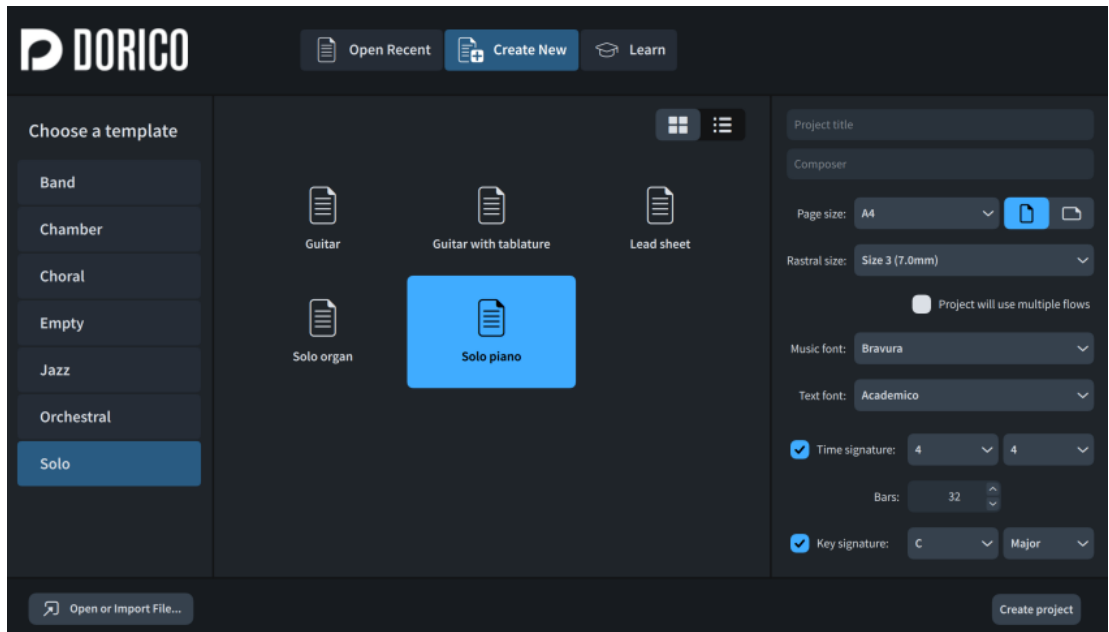 DORICO
Open Recent
Create New
Learn
Choose a template
Band
Chamber
Choral
Empty
Jazz
Orchestral
Solo
Guitar
Guitar with tablature
Lead sheet
Solo organ
Solo piano
Project title
Composer
Page size: A4
Rastral size: Size 3 (7.0mm)
Project will use multiple flows
Music font: Bravura
Text font: Academico
Time signature: 4 4
Bars: 32
Key signature: C Major
Open or Import File...
Create project